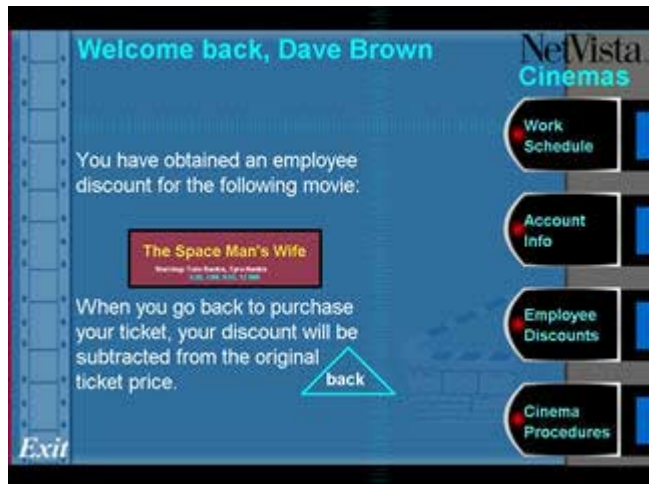 Welcome back, Dave Brown
NetVista
Cinemas
Work
Schedule
You have obtained an employee
discount for the following movie:
The Space Man's Wife
Account
Info
When you go back to purchase
your ticket, your discount will be
subtracted from the original
ticket price.
back
Employee
Discounts
Cinema
Procedures
Exit